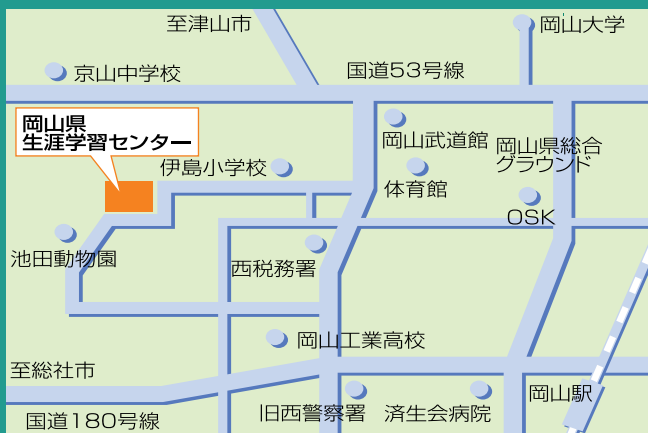 至津山市
岡山大学
京山中学校
国道53号線
岡山県
生涯学習センター
岡山武道館
岡山県総合
グラウンド
伊島小学校
体育館
OSK
池田動物園
西税務署
岡山工業高校
至総社市
岡山駅
国道180号線
旧西警察署
済生会病院